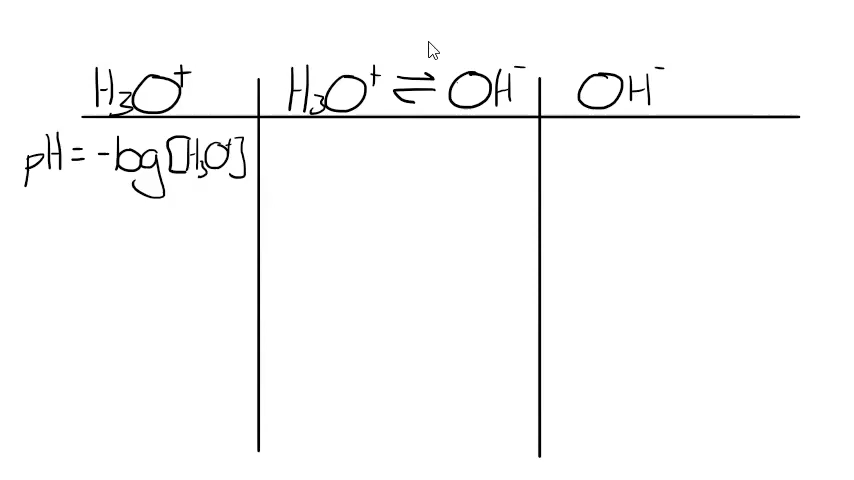 H₃O⁺ H₃O⁺ ⇌ OH⁻ OH⁻
pH = -log[H₃O⁺]